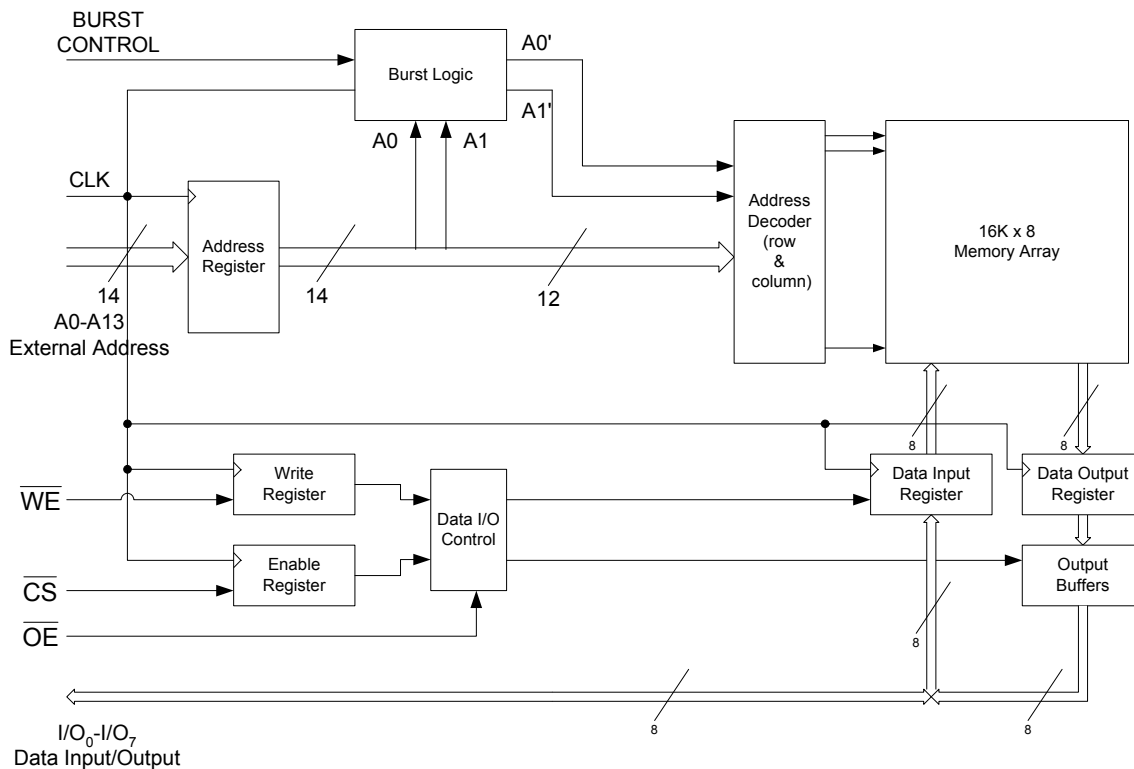 BURST
CONTROL
Burst Logic
A0'
A1'
A0
A1
CLK
Address
Register
14
14
12
A0-A13
External Address
Address
Decoder
(row
&
column)
16K x 8
Memory Array
8
8
WE
Write
Register
Data I/O
Control
Data Input
Register
Data Output
Register
CS
Enable
Register
Output
Buffers
OE
8
8
8
I/O₀-I/O₇
Data Input/Output